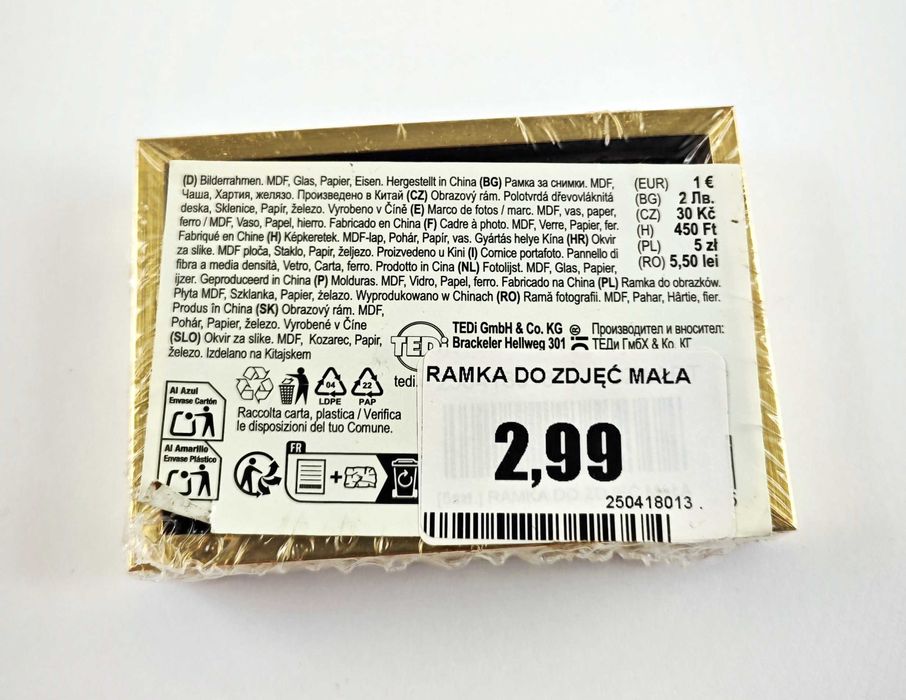 (D) Bilderrahmen. MDF, Glas, Papier, Eisen. Hergestellt in China (BG) Рамка за снимки. MDF,
Чаша, Хартия, желязо. Произведено в Китай (CZ) Obrazový rám. Polotvrdá dřevovláknitá
deska, Sklenice, Papír, železo. Vyrobeno v Číně (E) Marco de fotos / marc. MDF, vas, paper,
ferro / MDF, Vaso, Papel, hierro. Fabricado en China (F) Cadre à photo. MDF, Verre, Papier, fer.
Fabriqué en Chine (H) Képkeretek. MDF-lap, Pohár, Papír, vas. Gyártás helye Kína (HR) Okvir
za slike. MDF ploča, Staklo, Papir, željezo. Proizvedeno u Kini (I) Cornice portafoto. Pannello di
fibra a media densità, Vetro, Carta, ferro. Prodotto in Cina (NL) Fotolijst. MDF, Glas, Papier,
ijzer. Geproduceerd in China (P) Molduras. MDF, Vidro, Papel, ferro. Fabricado na China (PL) Ramka do obrazków.
Płyta MDF, Szklanka, Papier, żelazo. Wyprodukowano w Chinach (RO) Ramă fotografii. MDF, Pahar, Hârtie, fier.
Produs în China (SK) Obrazový rám. MDF,
Pohár, Papier, železo. Vyrobené v Číne
(SLO) Okvir za slike. MDF, Kozarec, Papir,
železo. Izdelano na Kitajskem
(EUR) 1 €
(BG) 2 Лв.
(CZ) 30 Kč
(H) 450 Ft
(PL) 5 zł
(RO) 5,50 lei
TEDi
tedi.
TEDi GmbH & Co. KG
Brackeler Hellweg 301
Производител и вносител:
ТЕДи ГмбХ & Ко. КГ
Al Azul
Envase Cartón
Al Amarillo
Envase Plástico
04
LDPE
22
PAP
Raccolta carta, plastica / Verifica
le disposizioni del tuo Comune.
FR
+
RAMKA DO ZDJĘĆ MAŁA
2,99
250418013